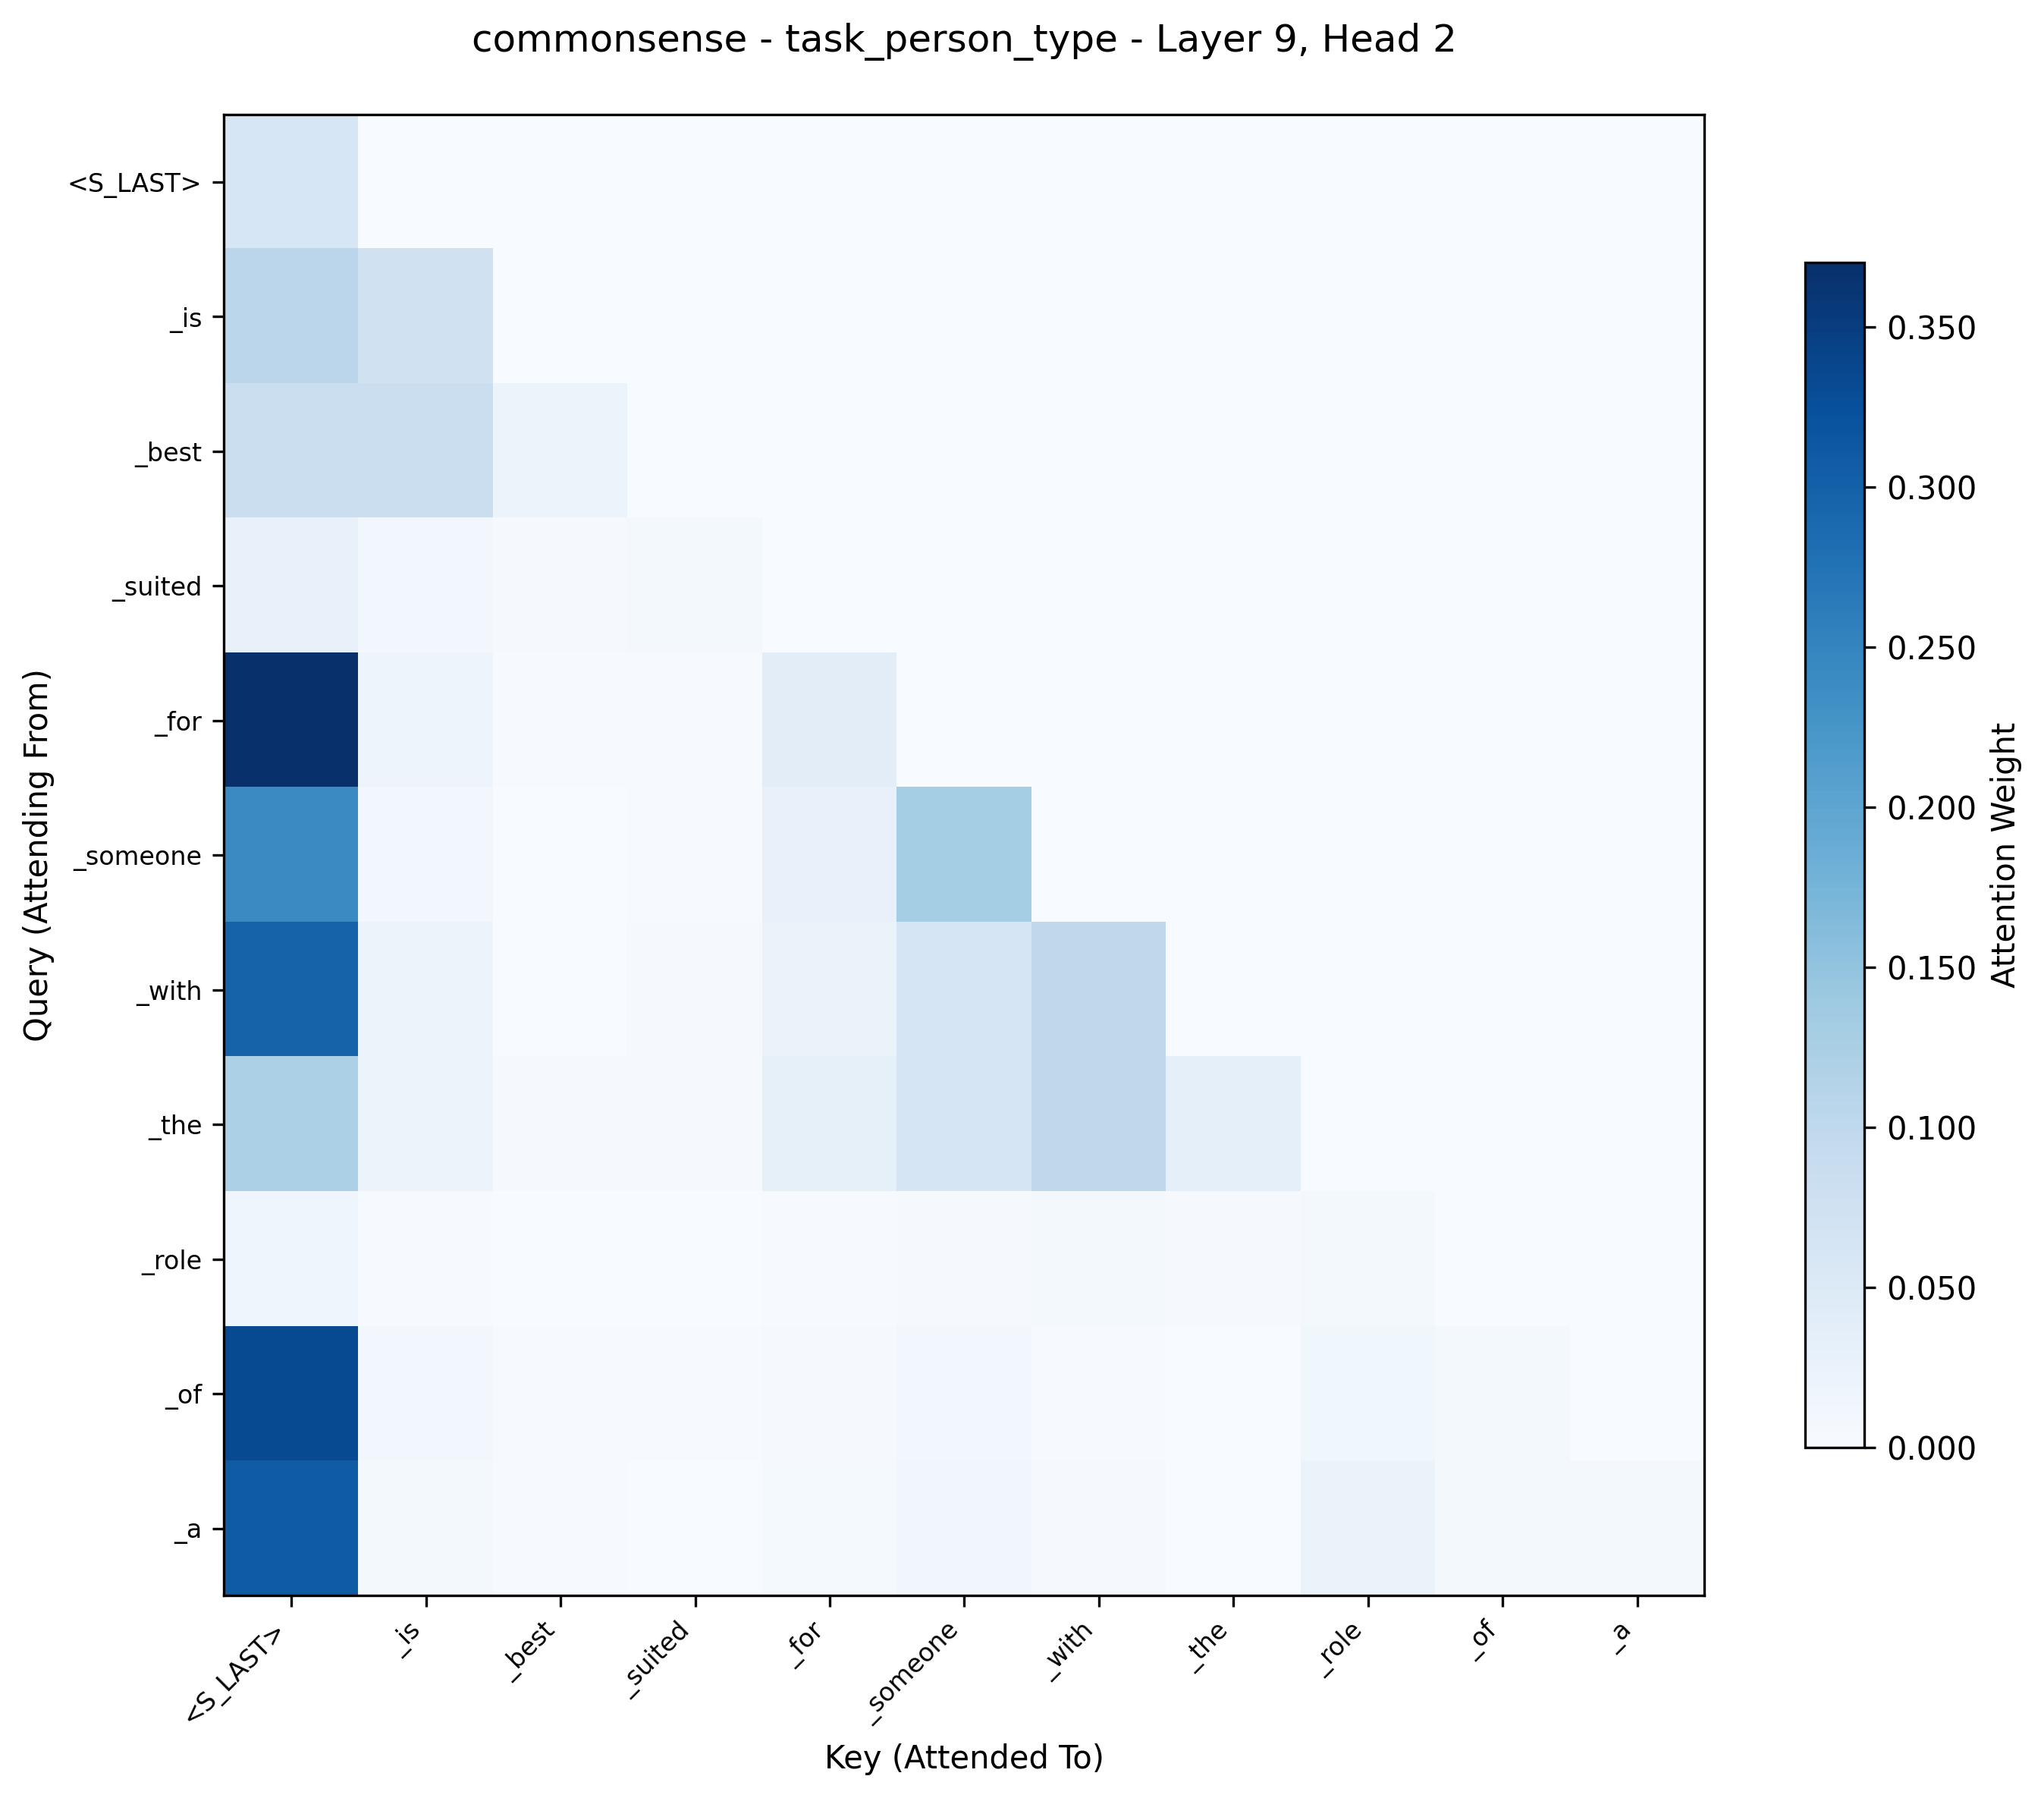 commonsense - task_person_type - Layer 9, Head 2
<S_LAST>
_is
_best
_suited
_for
_someone
_with
_the
_role
_of
_a
Query (Attending From)
<S_LAST>
_is
_best
_suited
_for
_someone
_with
_the
_role
_of
_a
Key (Attended To)
0.350
0.300
0.250
0.200
0.150
0.100
0.050
0.000
Attention Weight